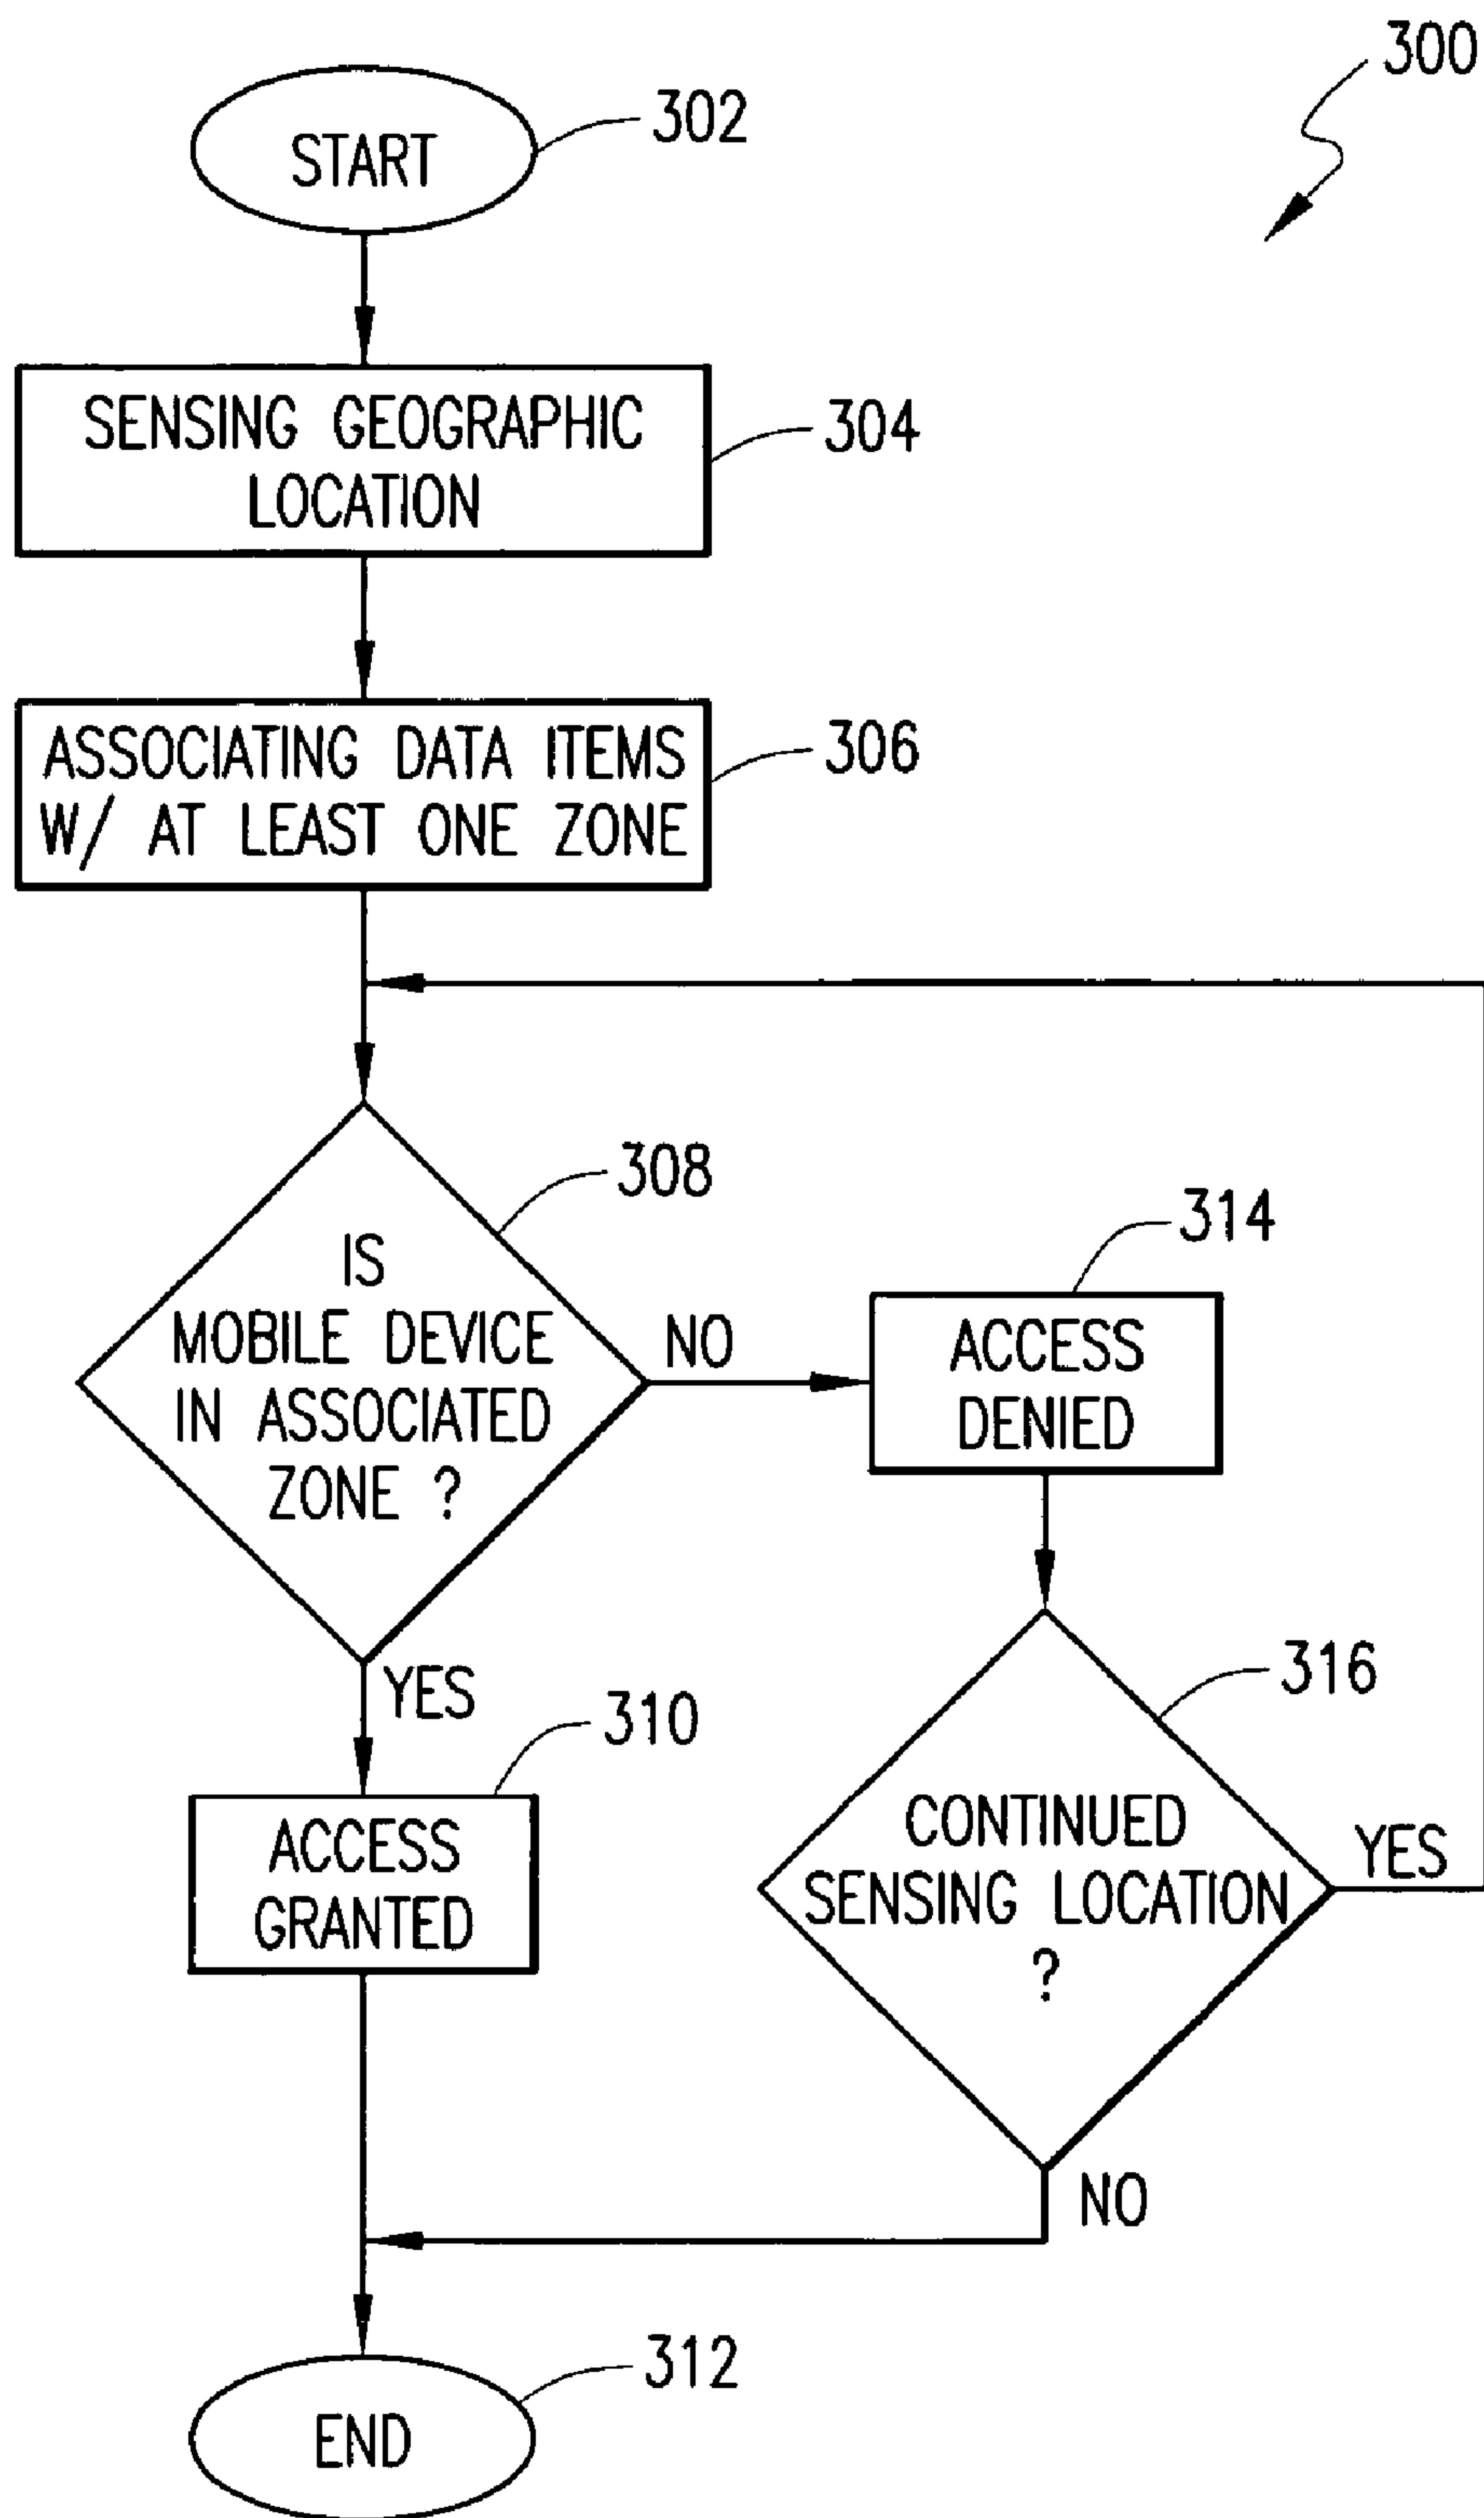 300
START
302
SENSING GEOGRAPHIC
LOCATION
304
ASSOCIATING DATA ITEMS
W/ AT LEAST ONE ZONE
306
IS
MOBILE DEVICE
IN ASSOCIATED
ZONE ?
308
NO
ACCESS
DENIED
314
YES
ACCESS
GRANTED
310
CONTINUED
SENSING LOCATION
?
316
YES
NO
END
312